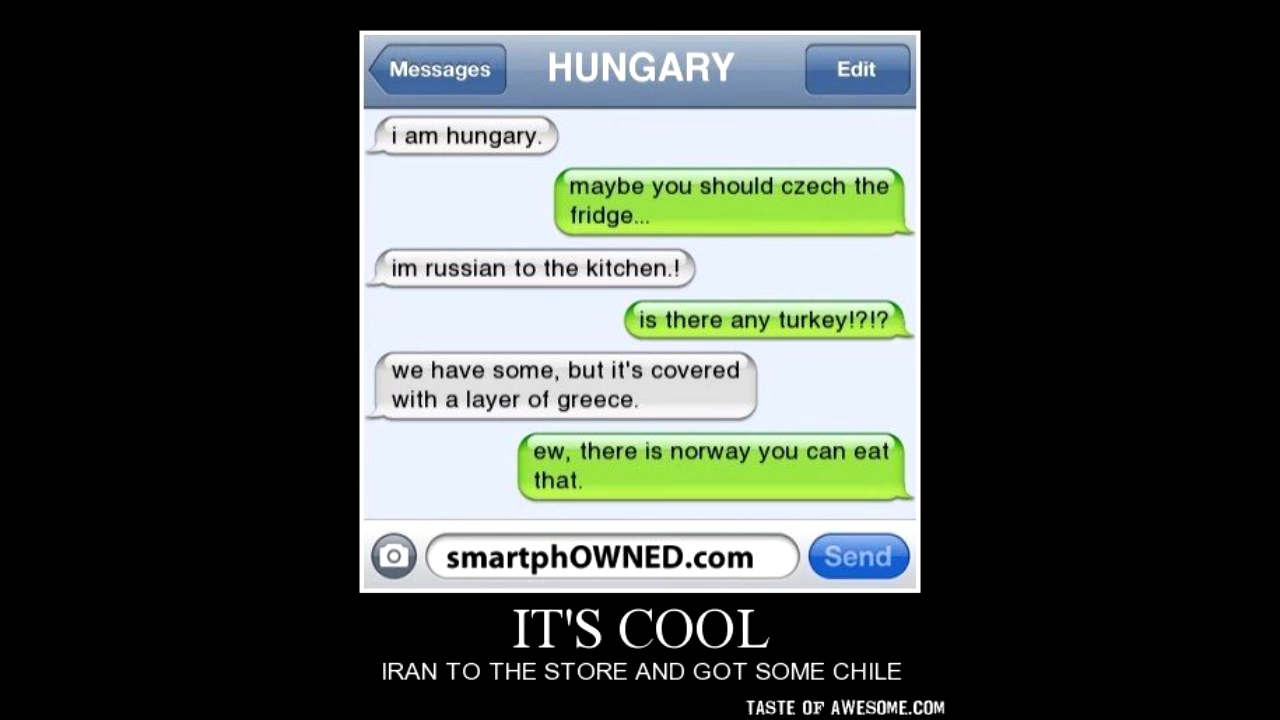 Messages HUNGARY Edit
i am hungary.
maybe you should czech the
fridge...
im russian to the kitchen.!
is there any turkey!?!?
we have some, but it's covered
with a layer of greece.
ew, there is norway you can eat
that.
smartphOWNED.com Send
IT'S COOL
IRAN TO THE STORE AND GOT SOME CHILE
TASTE OF AWESOME.COM